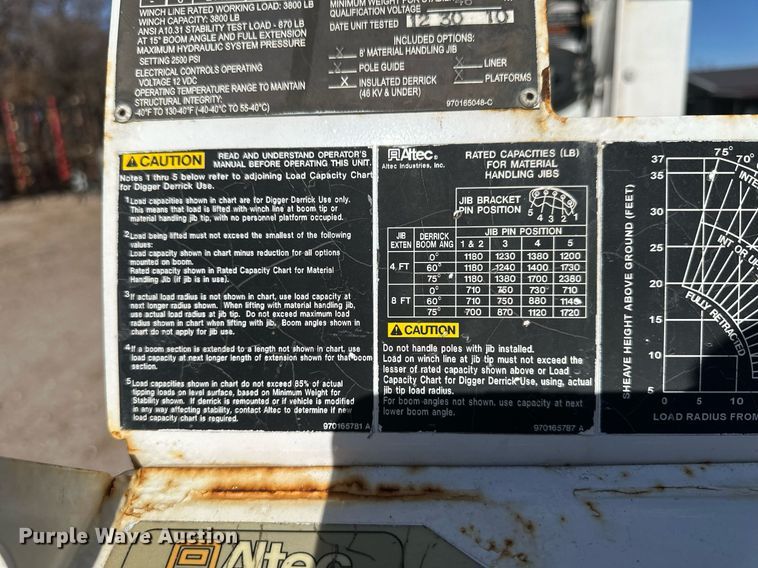 WINCH LINE RATED WORKING LOAD: 3800 LB
WINCH CAPACITY: 3800 LB
ANSI A10.31 STABILITY TEST LOAD - 870 LB
AT 15° BOOM ANGLE AND FULL EXTENSION
MAXIMUM HYDRAULIC SYSTEM PRESSURE
SETTING 2500 PSI
ELECTRICAL CONTROLS OPERATING
VOLTAGE 12 VDC
OPERATING TEMPERATURE RANGE TO MAINTAIN
STRUCTURAL INTEGRITY:
-40°F TO 130-40°F (-40-40°C TO 55-40°C)
QUALIFICATION VOLTAGE
DATE UNIT TESTED 12 30 10
INCLUDED OPTIONS:
X 8' MATERIAL HANDLING JIB
X POLE GUIDE X LINER
X INSULATED DERRICK X PLATFORMS
(46 KV & UNDER)
970165048-C
CAUTION READ AND UNDERSTAND OPERATOR'S
MANUAL BEFORE OPERATING THIS UNIT.
Notes 1 thru 5 below refer to adjoining Load Capacity Chart
for Digger Derrick Use.
1 Load capacities shown in chart are for Digger Derrick Use only.
This means that load is lifted with winch line at boom tip or
material handling jib tip, with no personnel platform occupied.
2 Load being lifted must not exceed the smallest of the following
values:
Load capacity shown in chart minus reduction for all options
mounted on boom.
Rated capacity shown in Rated Capacity Chart for Material
Handling Jib (if jib is in use).
3 If actual load radius is not shown in chart, use load capacity at
next longer radius shown. When lifting with material handling jib,
use actual load radius at jib tip. Do not exceed maximum load
radius shown in chart when lifting with jib. Boom angles shown in
chart do not apply for jib use.
4 If a boom section is extended to a length not shown in chart, use
load capacity at next longer length of extension shown for that boom
section.
5 Load capacities shown in chart do not exceed 85% of actual
tipping loads on level surface, based on Minimum Weight for
Stability shown. If derrick is remounted or if vehicle is modified
in any way affecting stability, contact Altec to determine if new
load capacity chart is required.
970165781 A
Altec
Altec Industries, Inc.
RATED CAPACITIES (LB)
FOR MATERIAL
HANDLING JIBS
JIB BRACKET
PIN POSITION
5 4 3 2 1
JIB EXTEN DERRICK BOOM ANG JIB PIN POSITION
1 & 2 3 4 5
4 FT 0° 1180 1230 1380 1200
60° 1180 1240 1400 1730
75° 1180 1380 1700 2380
8 FT 0° 710 750 730 710
60° 710 750 880 1140
75° 700 870 1120 1720
CAUTION
Do not handle poles with jib installed.
Load on winch line at jib tip must not exceed the
lesser of rated capacity shown above or Load
Capacity Chart for Digger Derrick Use, using, actual
jib tip load radius.
For boom angles not shown, use capacity at next
lower boom angle.
970165787 A
SHEAVE HEIGHT ABOVE GROUND (FEET)
37
35
30
25
20
15
10
5
75° 70°
FULLY RETRACTED
0 5 10
LOAD RADIUS FROM
Altec
Purple Wave Auction